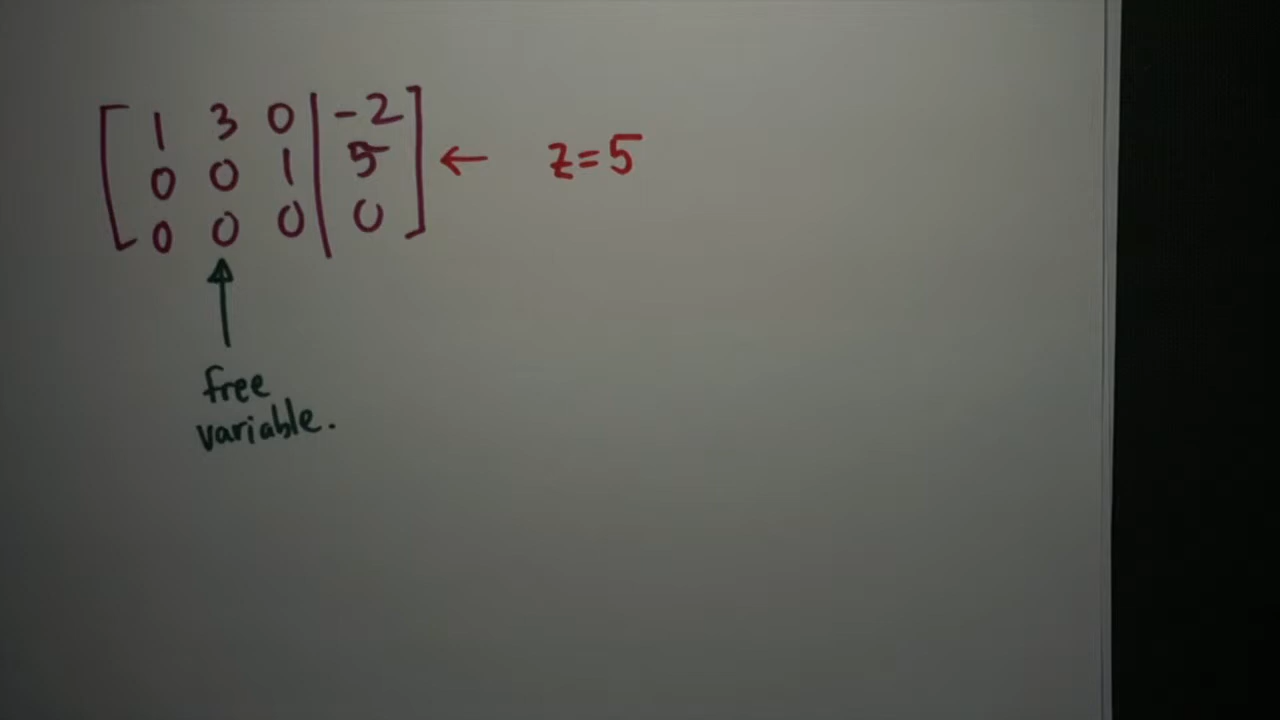 [ 1 3 0 | -2 ]
[ 0 0 1 | 5 ] ← z=5
[ 0 0 0 | 0 ]
↑
free
variable.